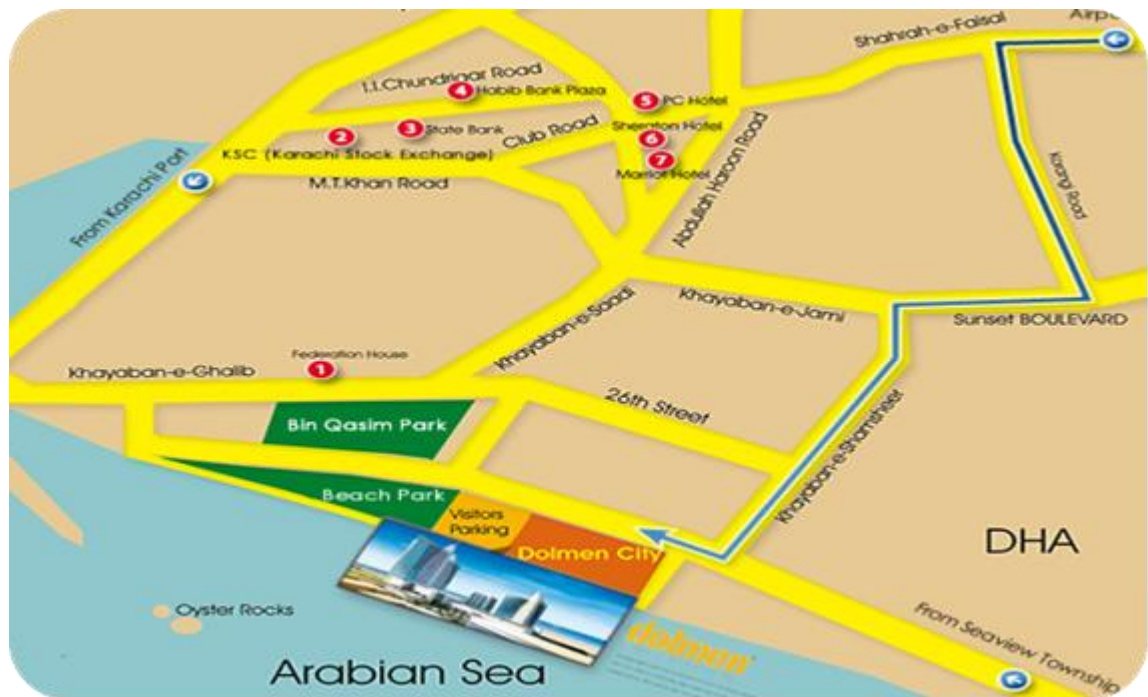 Airpo
Shahrah-e-Faisal
I.I.Chundrigar Road
4
Habib Bank Plaza
5
PC Hotel
3
State Bank
Club Road
Sheraton Hotel
6
2
KSC (Karachi Stock Exchange)
7
Marriot Hotel
M.T.Khan Road
Abdullah Haroon Road
Korangi Road
From Karachi Port
Khayaban-e-Saadi
Khayaban-e-Jami
Sunset BOULEVARD
Federation House
1
Khayaban-e-Ghalib
26th Street
Bin Qasim Park
Khayaban-e-Shamsheer
Beach Park
Visitors
Parking
Dolmen City
DHA
Oyster Rocks
From Seaview Township
dolmen
Arabian Sea